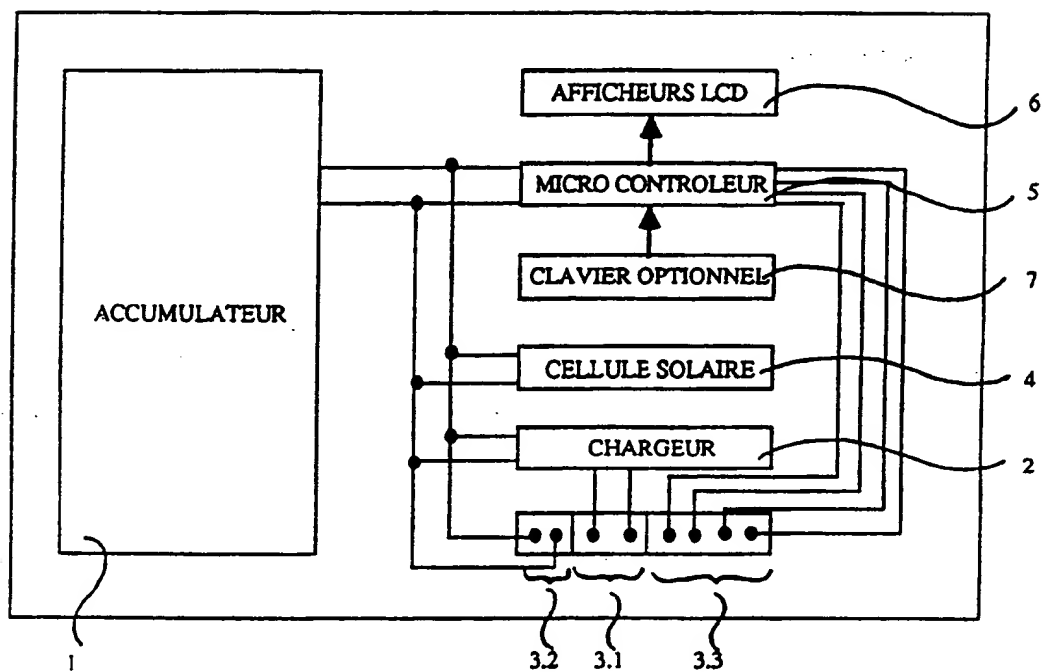 AFFICHEURS LCD
6
MICRO CONTROLEUR
5
CLAVIER OPTIONNEL
7
ACCUMULATEUR
CELLULE SOLAIRE
4
CHARGEUR
2
1
3.2
3.1
3.3